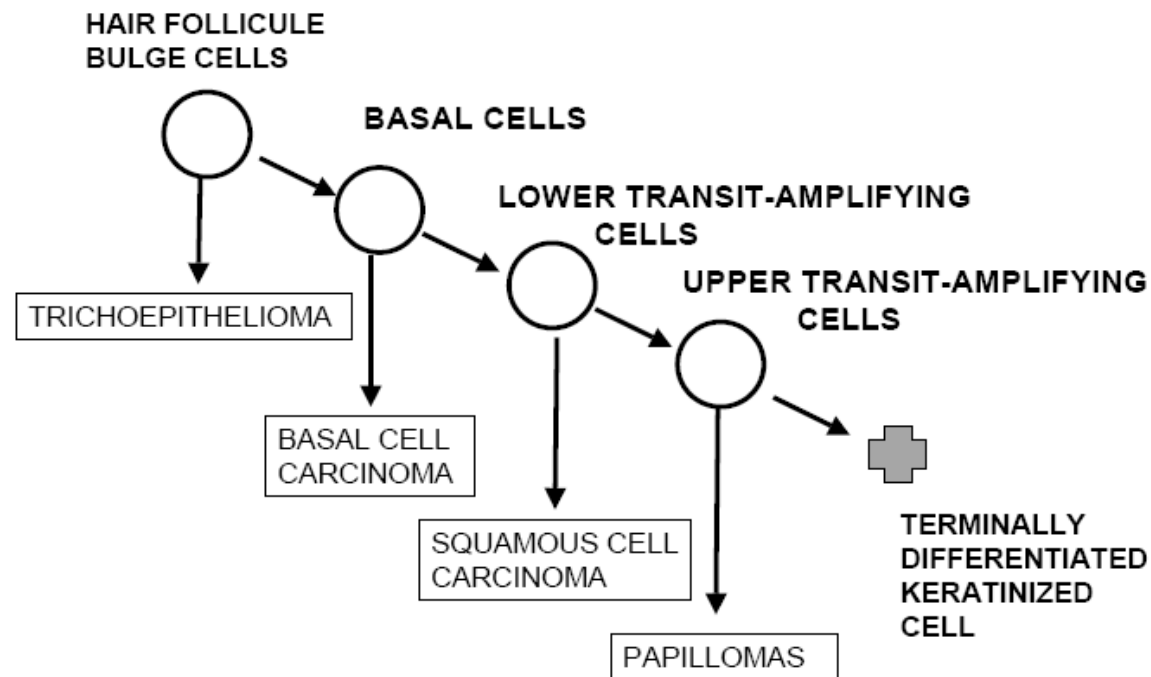 HAIR FOLLICULE
BULGE CELLS
BASAL CELLS
LOWER TRANSIT-AMPLIFYING
CELLS
UPPER TRANSIT-AMPLIFYING
CELLS
TRICHOEPITHELIOMA
BASAL CELL
CARCINOMA
SQUAMOUS CELL
CARCINOMA
PAPILLOMAS
TERMINALLY
DIFFERENTIATED
KERATINIZED
CELL